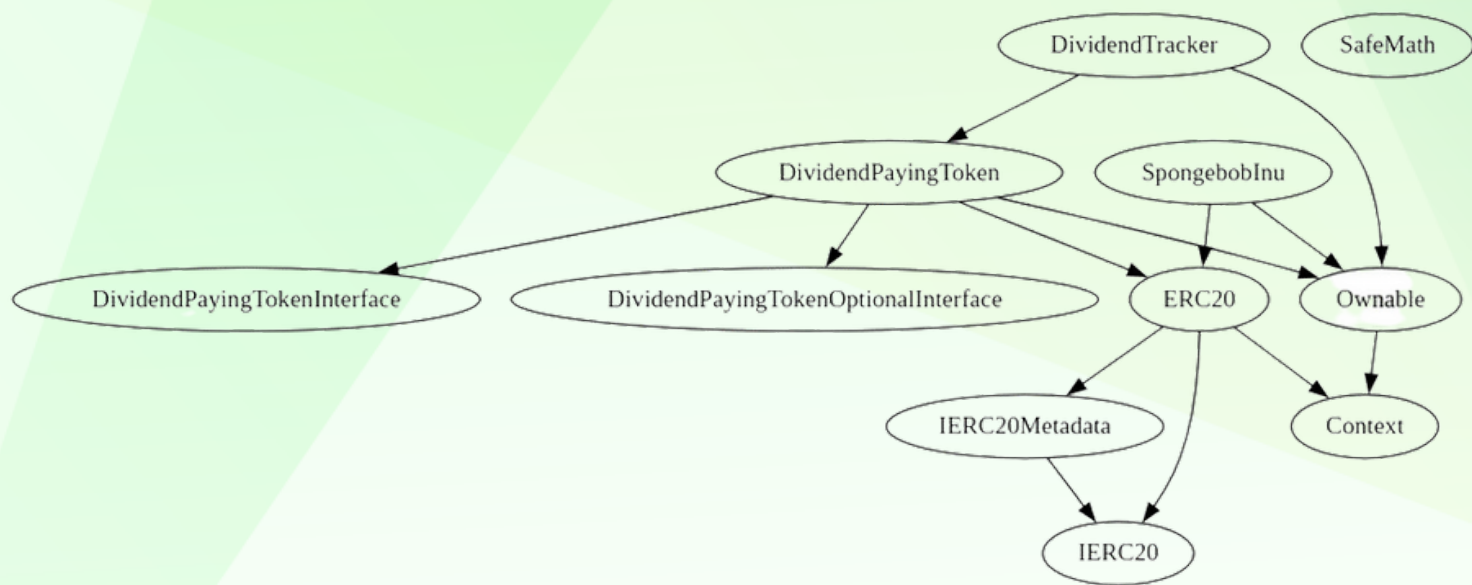 DividendTracker
SafeMath
DividendPayingToken
SpongebobInu
DividendPayingTokenInterface
DividendPayingTokenOptionalInterface
ERC20
Ownable
IERC20Metadata
Context
IERC20